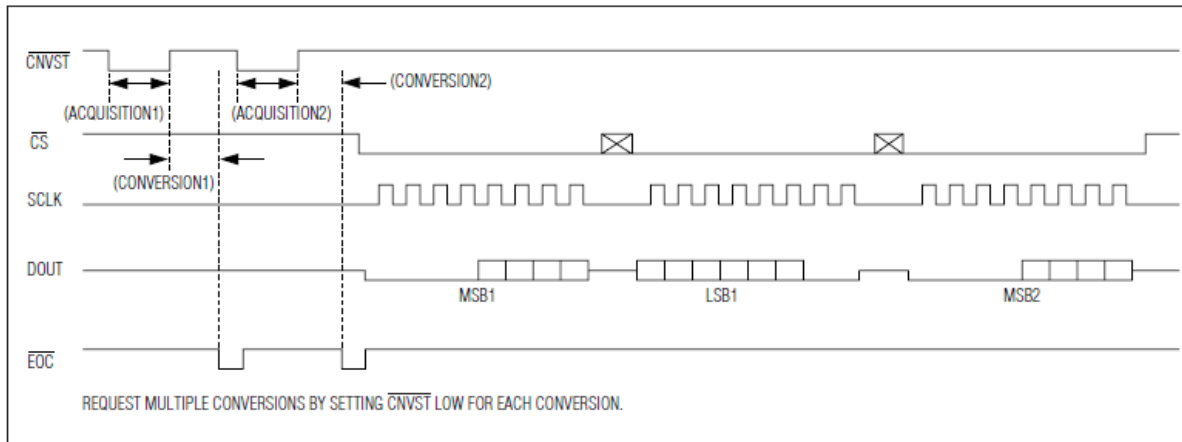 CNVST
(CONVERSION2)
(ACQUISITION1)
(ACQUISITION2)
CS
(CONVERSION1)
SCLK
DOUT
MSB1
LSB1
MSB2
EOC
REQUEST MULTIPLE CONVERSIONS BY SETTING CNVST LOW FOR EACH CONVERSION.